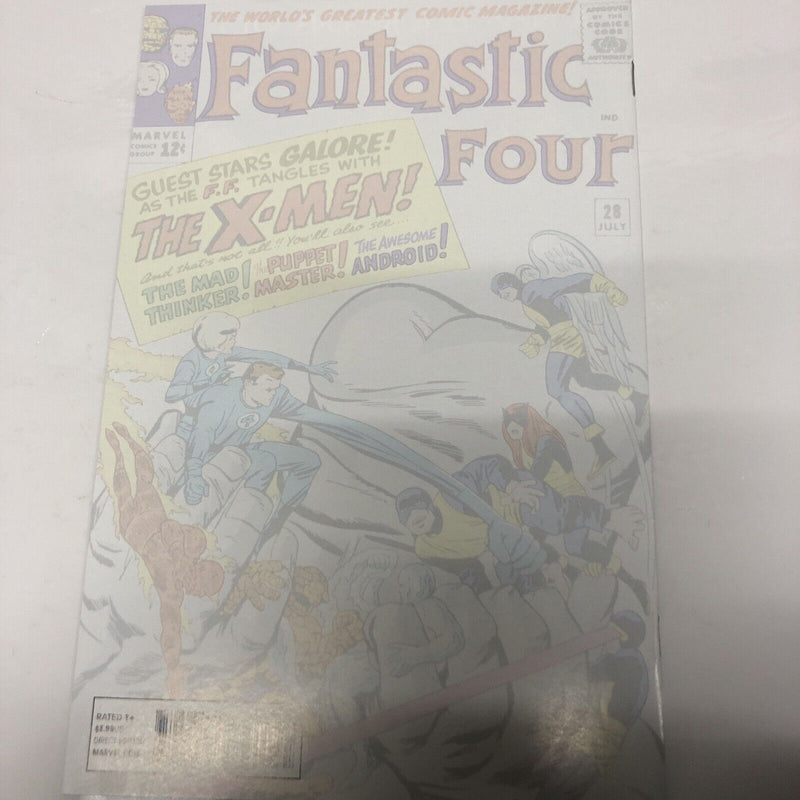 THE WORLD'S GREATEST COMIC MAGAZINE!
APPROVED
BY THE
COMICS
CODE
AUTHORITY
Fantastic
IND
Four
MARVEL
COMICS
GROUP 12¢
28
JULY
GUEST STARS GALORE!
AS THE F.F. TANGLES WITH
THE X-MEN!
And that's not all!! You'll also see...
THE MAD THINKER!
the PUPPET MASTER!
THE AWESOME ANDROID!
RATED T+